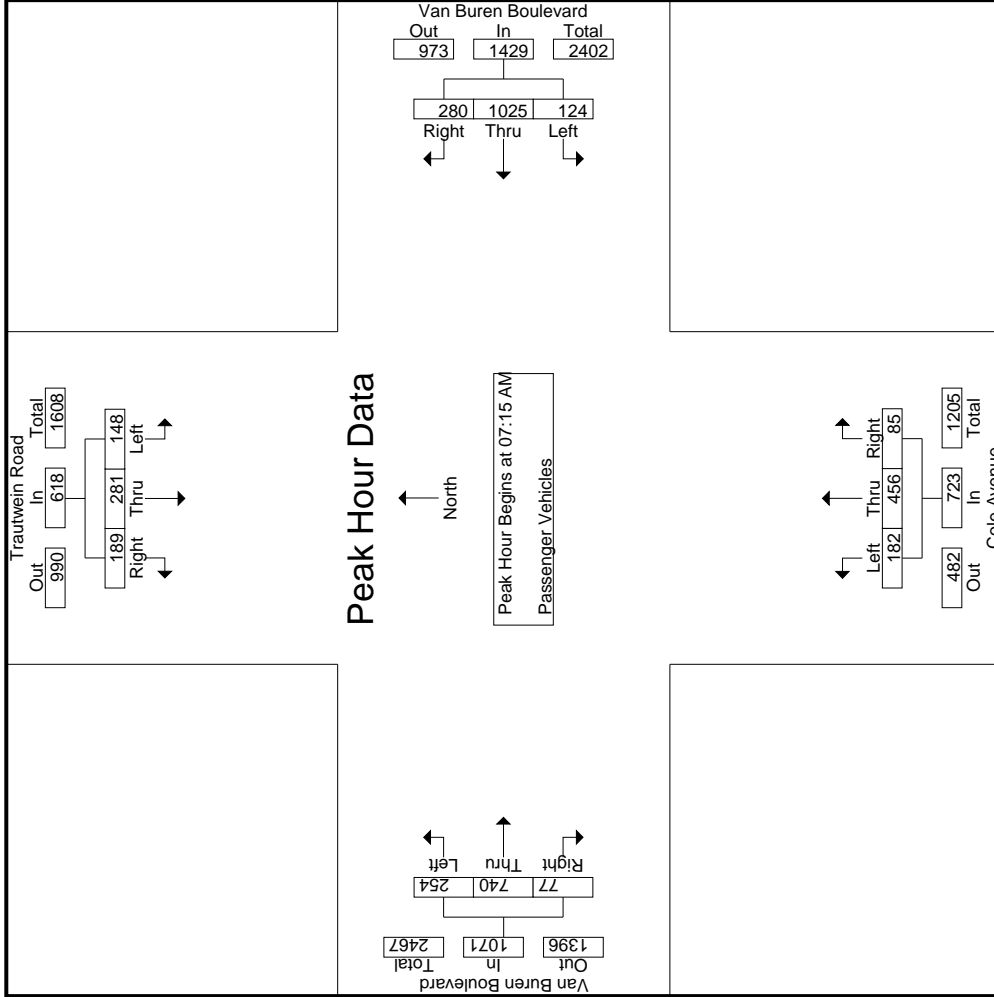 Van Buren Boulevard
Out In Total
973 1429 2402
280 1025 124
Right Thru Left
Trautwein Road
Out In Total
990 618 1608
189 281 148
Right Thru Left
Peak Hour Data
North
Peak Hour Begins at 07:15 AM
Passenger Vehicles
Left Thru Right
182 456 85
482 723 1205
Out In Total
Cole Avenue
Left Thru Right
254 740 77
Total In Out
2467 1071 1396
Van Buren Boulevard